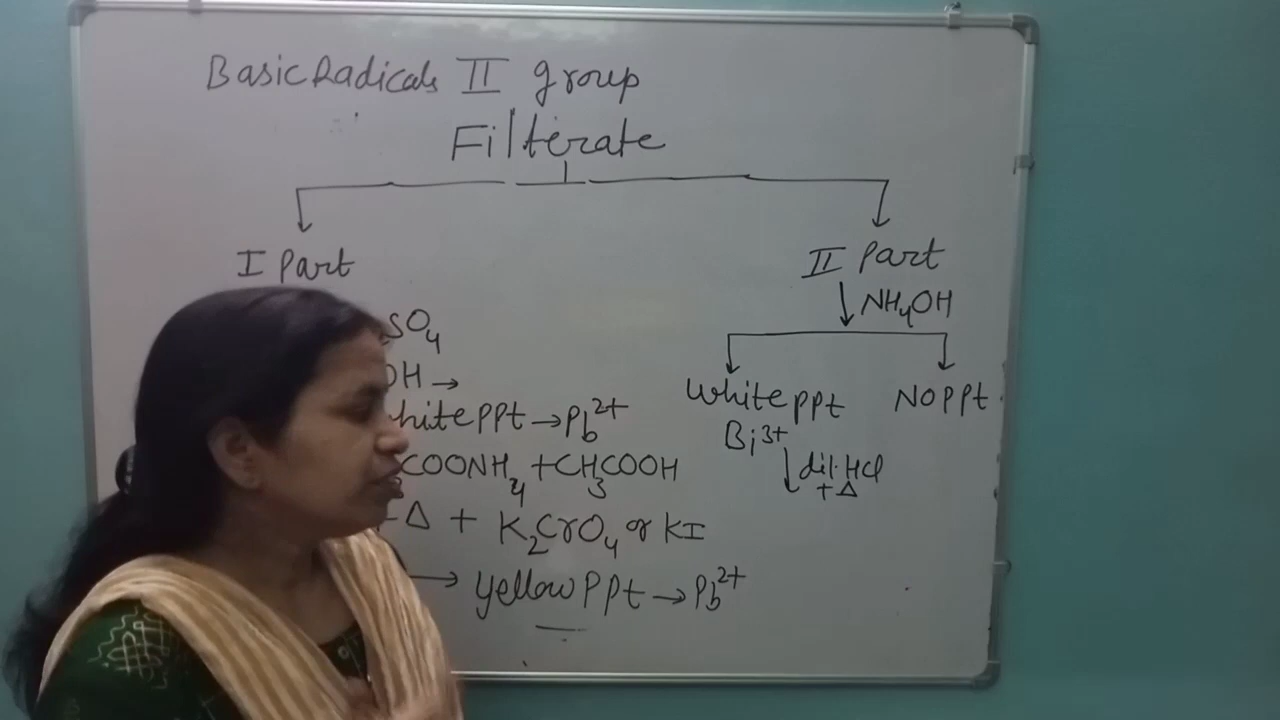 Basic Radicals II group
Filterate
I Part
SO4
OH →
hite ppt → Pb2+
COONH4 + CH3COOH
Δ + K2CrO4 or KI
→ Yellow PPt → Pb2+
II Part
↓ NH4OH
White ppt
Bi3+
↓ dil. HCl
+ Δ
NO PPt.